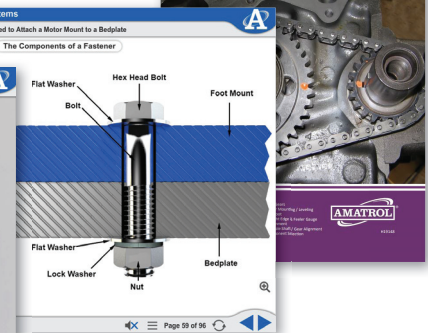 tems
ed to Attach a Motor Mount to a Bedplate
The Components of a Fastener
Flat Washer
Hex Head Bolt
Bolt
Foot Mount
Flat Washer
Lock Washer
Nut
Bedplate
Page 59 of 96
AMATROL